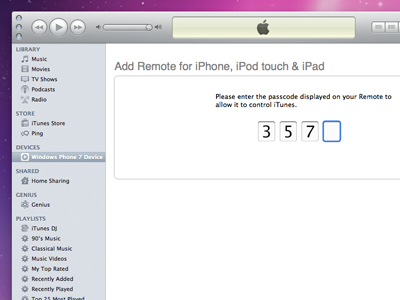 LIBRARY
Music
Movies
TV Shows
Podcasts
Radio
STORE
iTunes Store
Ping
DEVICES
Windows Phone 7 Device
SHARED
Home Sharing
GENIUS
Genius
PLAYLISTS
iTunes DJ
90's Music
Classical Music
Music Videos
My Top Rated
Recently Added
Recently Played
Top 25 Most Played
Add Remote for iPhone, iPod touch & iPad
Please enter the passcode displayed on your Remote to
allow it to control iTunes.
3 5 7